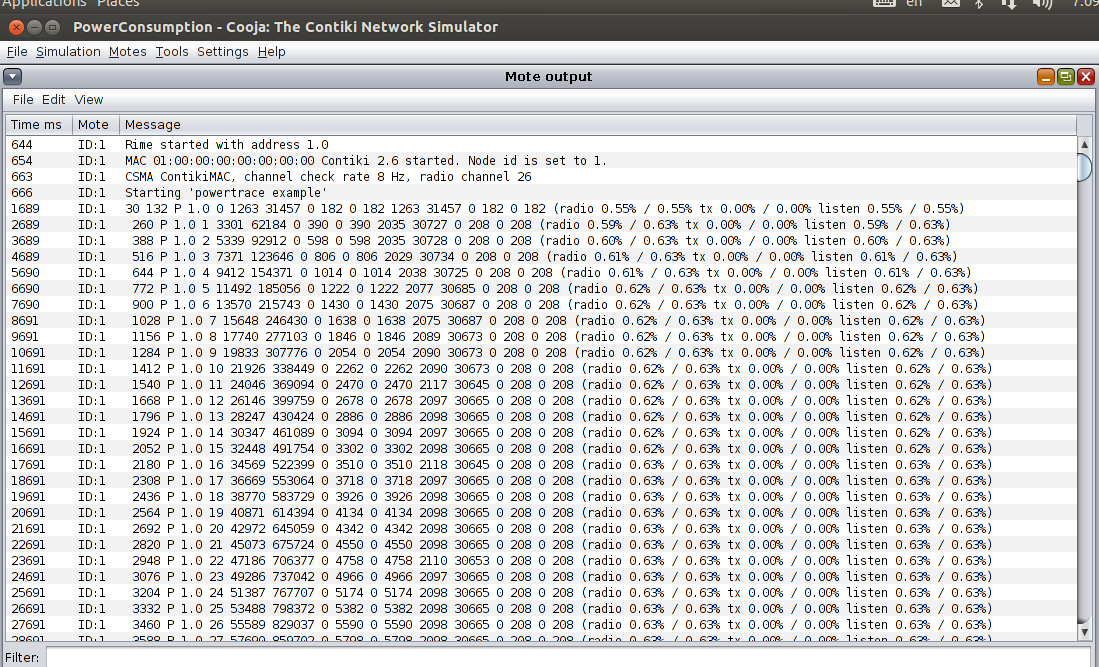 Applications Places en 7:09
PowerConsumption - Cooja: The Contiki Network Simulator
File Simulation Motes Tools Settings Help
Mote output
File Edit View
Time ms Mote Message
644 ID:1 Rime started with address 1.0
654 ID:1 MAC 01:00:00:00:00:00:00:00 Contiki 2.6 started. Node id is set to 1.
663 ID:1 CSMA ContikiMAC, channel check rate 8 Hz, radio channel 26
666 ID:1 Starting 'powertrace example'
1689 ID:1 30 132 P 1.0 0 1263 31457 0 182 0 182 1263 31457 0 182 0 182 (radio 0.55% / 0.55% tx 0.00% / 0.00% listen 0.55% / 0.55%)
2689 ID:1 260 P 1.0 1 3301 62184 0 390 0 390 2035 30727 0 208 0 208 (radio 0.59% / 0.63% tx 0.00% / 0.00% listen 0.59% / 0.63%)
3689 ID:1 388 P 1.0 2 5339 92912 0 598 0 598 2035 30728 0 208 0 208 (radio 0.60% / 0.63% tx 0.00% / 0.00% listen 0.60% / 0.63%)
4689 ID:1 516 P 1.0 3 7371 123646 0 806 0 806 2029 30734 0 208 0 208 (radio 0.61% / 0.63% tx 0.00% / 0.00% listen 0.61% / 0.63%)
5690 ID:1 644 P 1.0 4 9412 154371 0 1014 0 1014 2038 30725 0 208 0 208 (radio 0.61% / 0.63% tx 0.00% / 0.00% listen 0.61% / 0.63%)
6690 ID:1 772 P 1.0 5 11492 185056 0 1222 0 1222 2077 30685 0 208 0 208 (radio 0.62% / 0.63% tx 0.00% / 0.00% listen 0.62% / 0.63%)
7690 ID:1 900 P 1.0 6 13570 215743 0 1430 0 1430 2075 30687 0 208 0 208 (radio 0.62% / 0.63% tx 0.00% / 0.00% listen 0.62% / 0.63%)
8691 ID:1 1028 P 1.0 7 15648 246430 0 1638 0 1638 2075 30687 0 208 0 208 (radio 0.62% / 0.63% tx 0.00% / 0.00% listen 0.62% / 0.63%)
9691 ID:1 1156 P 1.0 8 17740 277103 0 1846 0 1846 2089 30673 0 208 0 208 (radio 0.62% / 0.63% tx 0.00% / 0.00% listen 0.62% / 0.63%)
10691 ID:1 1284 P 1.0 9 19833 307776 0 2054 0 2054 2090 30673 0 208 0 208 (radio 0.62% / 0.63% tx 0.00% / 0.00% listen 0.62% / 0.63%)
11691 ID:1 1412 P 1.0 10 21926 338449 0 2262 0 2262 2090 30673 0 208 0 208 (radio 0.62% / 0.63% tx 0.00% / 0.00% listen 0.62% / 0.63%)
12691 ID:1 1540 P 1.0 11 24046 369094 0 2470 0 2470 2117 30645 0 208 0 208 (radio 0.62% / 0.63% tx 0.00% / 0.00% listen 0.62% / 0.63%)
13691 ID:1 1668 P 1.0 12 26146 399759 0 2678 0 2678 2097 30665 0 208 0 208 (radio 0.62% / 0.63% tx 0.00% / 0.00% listen 0.62% / 0.63%)
14691 ID:1 1796 P 1.0 13 28247 430424 0 2886 0 2886 2098 30665 0 208 0 208 (radio 0.62% / 0.63% tx 0.00% / 0.00% listen 0.62% / 0.63%)
15691 ID:1 1924 P 1.0 14 30347 461089 0 3094 0 3094 2097 30665 0 208 0 208 (radio 0.62% / 0.63% tx 0.00% / 0.00% listen 0.62% / 0.63%)
16691 ID:1 2052 P 1.0 15 32448 491754 0 3302 0 3302 2098 30665 0 208 0 208 (radio 0.62% / 0.63% tx 0.00% / 0.00% listen 0.62% / 0.63%)
17691 ID:1 2180 P 1.0 16 34569 522399 0 3510 0 3510 2118 30645 0 208 0 208 (radio 0.63% / 0.63% tx 0.00% / 0.00% listen 0.63% / 0.63%)
18691 ID:1 2308 P 1.0 17 36669 553064 0 3718 0 3718 2097 30665 0 208 0 208 (radio 0.63% / 0.63% tx 0.00% / 0.00% listen 0.63% / 0.63%)
19691 ID:1 2436 P 1.0 18 38770 583729 0 3926 0 3926 2098 30665 0 208 0 208 (radio 0.63% / 0.63% tx 0.00% / 0.00% listen 0.63% / 0.63%)
20691 ID:1 2564 P 1.0 19 40871 614394 0 4134 0 4134 2098 30665 0 208 0 208 (radio 0.63% / 0.63% tx 0.00% / 0.00% listen 0.63% / 0.63%)
21691 ID:1 2692 P 1.0 20 42972 645059 0 4342 0 4342 2098 30665 0 208 0 208 (radio 0.63% / 0.63% tx 0.00% / 0.00% listen 0.63% / 0.63%)
22691 ID:1 2820 P 1.0 21 45073 675724 0 4550 0 4550 2098 30665 0 208 0 208 (radio 0.63% / 0.63% tx 0.00% / 0.00% listen 0.63% / 0.63%)
23691 ID:1 2948 P 1.0 22 47186 706377 0 4758 0 4758 2110 30653 0 208 0 208 (radio 0.63% / 0.63% tx 0.00% / 0.00% listen 0.63% / 0.63%)
24691 ID:1 3076 P 1.0 23 49286 737042 0 4966 0 4966 2097 30665 0 208 0 208 (radio 0.63% / 0.63% tx 0.00% / 0.00% listen 0.63% / 0.63%)
25691 ID:1 3204 P 1.0 24 51387 767707 0 5174 0 5174 2098 30665 0 208 0 208 (radio 0.63% / 0.63% tx 0.00% / 0.00% listen 0.63% / 0.63%)
26691 ID:1 3332 P 1.0 25 53488 798372 0 5382 0 5382 2098 30665 0 208 0 208 (radio 0.63% / 0.63% tx 0.00% / 0.00% listen 0.63% / 0.63%)
27691 ID:1 3460 P 1.0 26 55589 829037 0 5590 0 5590 2098 30665 0 208 0 208 (radio 0.63% / 0.63% tx 0.00% / 0.00% listen 0.63% / 0.63%)
28691 ID:1 3588 P 1.0 27 57690 859702 0 5798 0 5798 2098 30665 0 208 0 208 (radio 0.63% / 0.63% tx 0.00% / 0.00% listen 0.63% / 0.63%)
Filter: